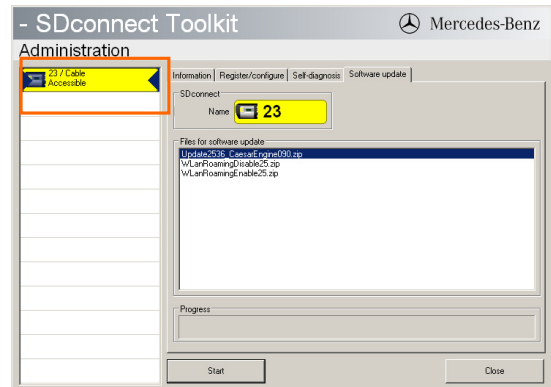 - SDconnect Toolkit
Mercedes-Benz
Administration
23 / Cable
Accessible
Information
Register/configure
Self-diagnosis
Software update
SDconnect
Name
23
Files for software update
Update2536_CaesarEngine090.zip
WLanRoamingDisable25.zip
WLanRoamingEnable25.zip
Progress
Start
Close